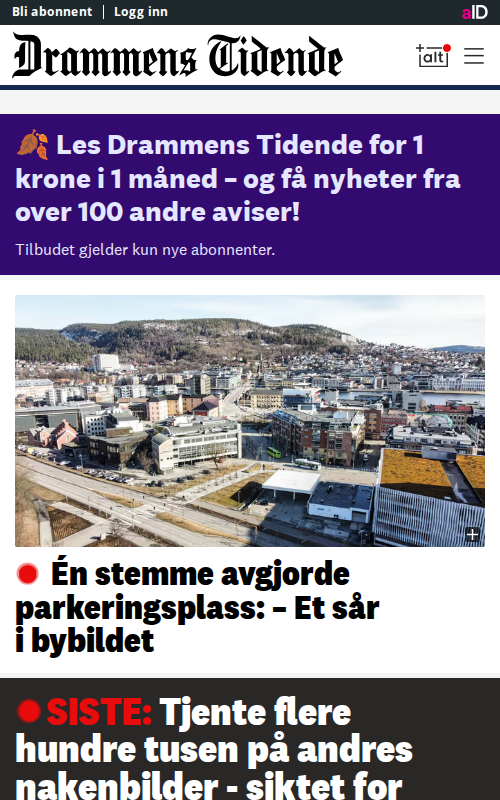 Bli abonnent | Logg inn
aID
Drammens Tidende
+alt
Les Drammens Tidende for 1
krone i 1 måned – og få nyheter fra
over 100 andre aviser!
Tilbudet gjelder kun nye abonnenter.
Én stemme avgjorde
parkeringsplass: – Et sår
i bybildet
SISTE: Tjente flere
hundre tusen på andres
nakenbilder - siktet for